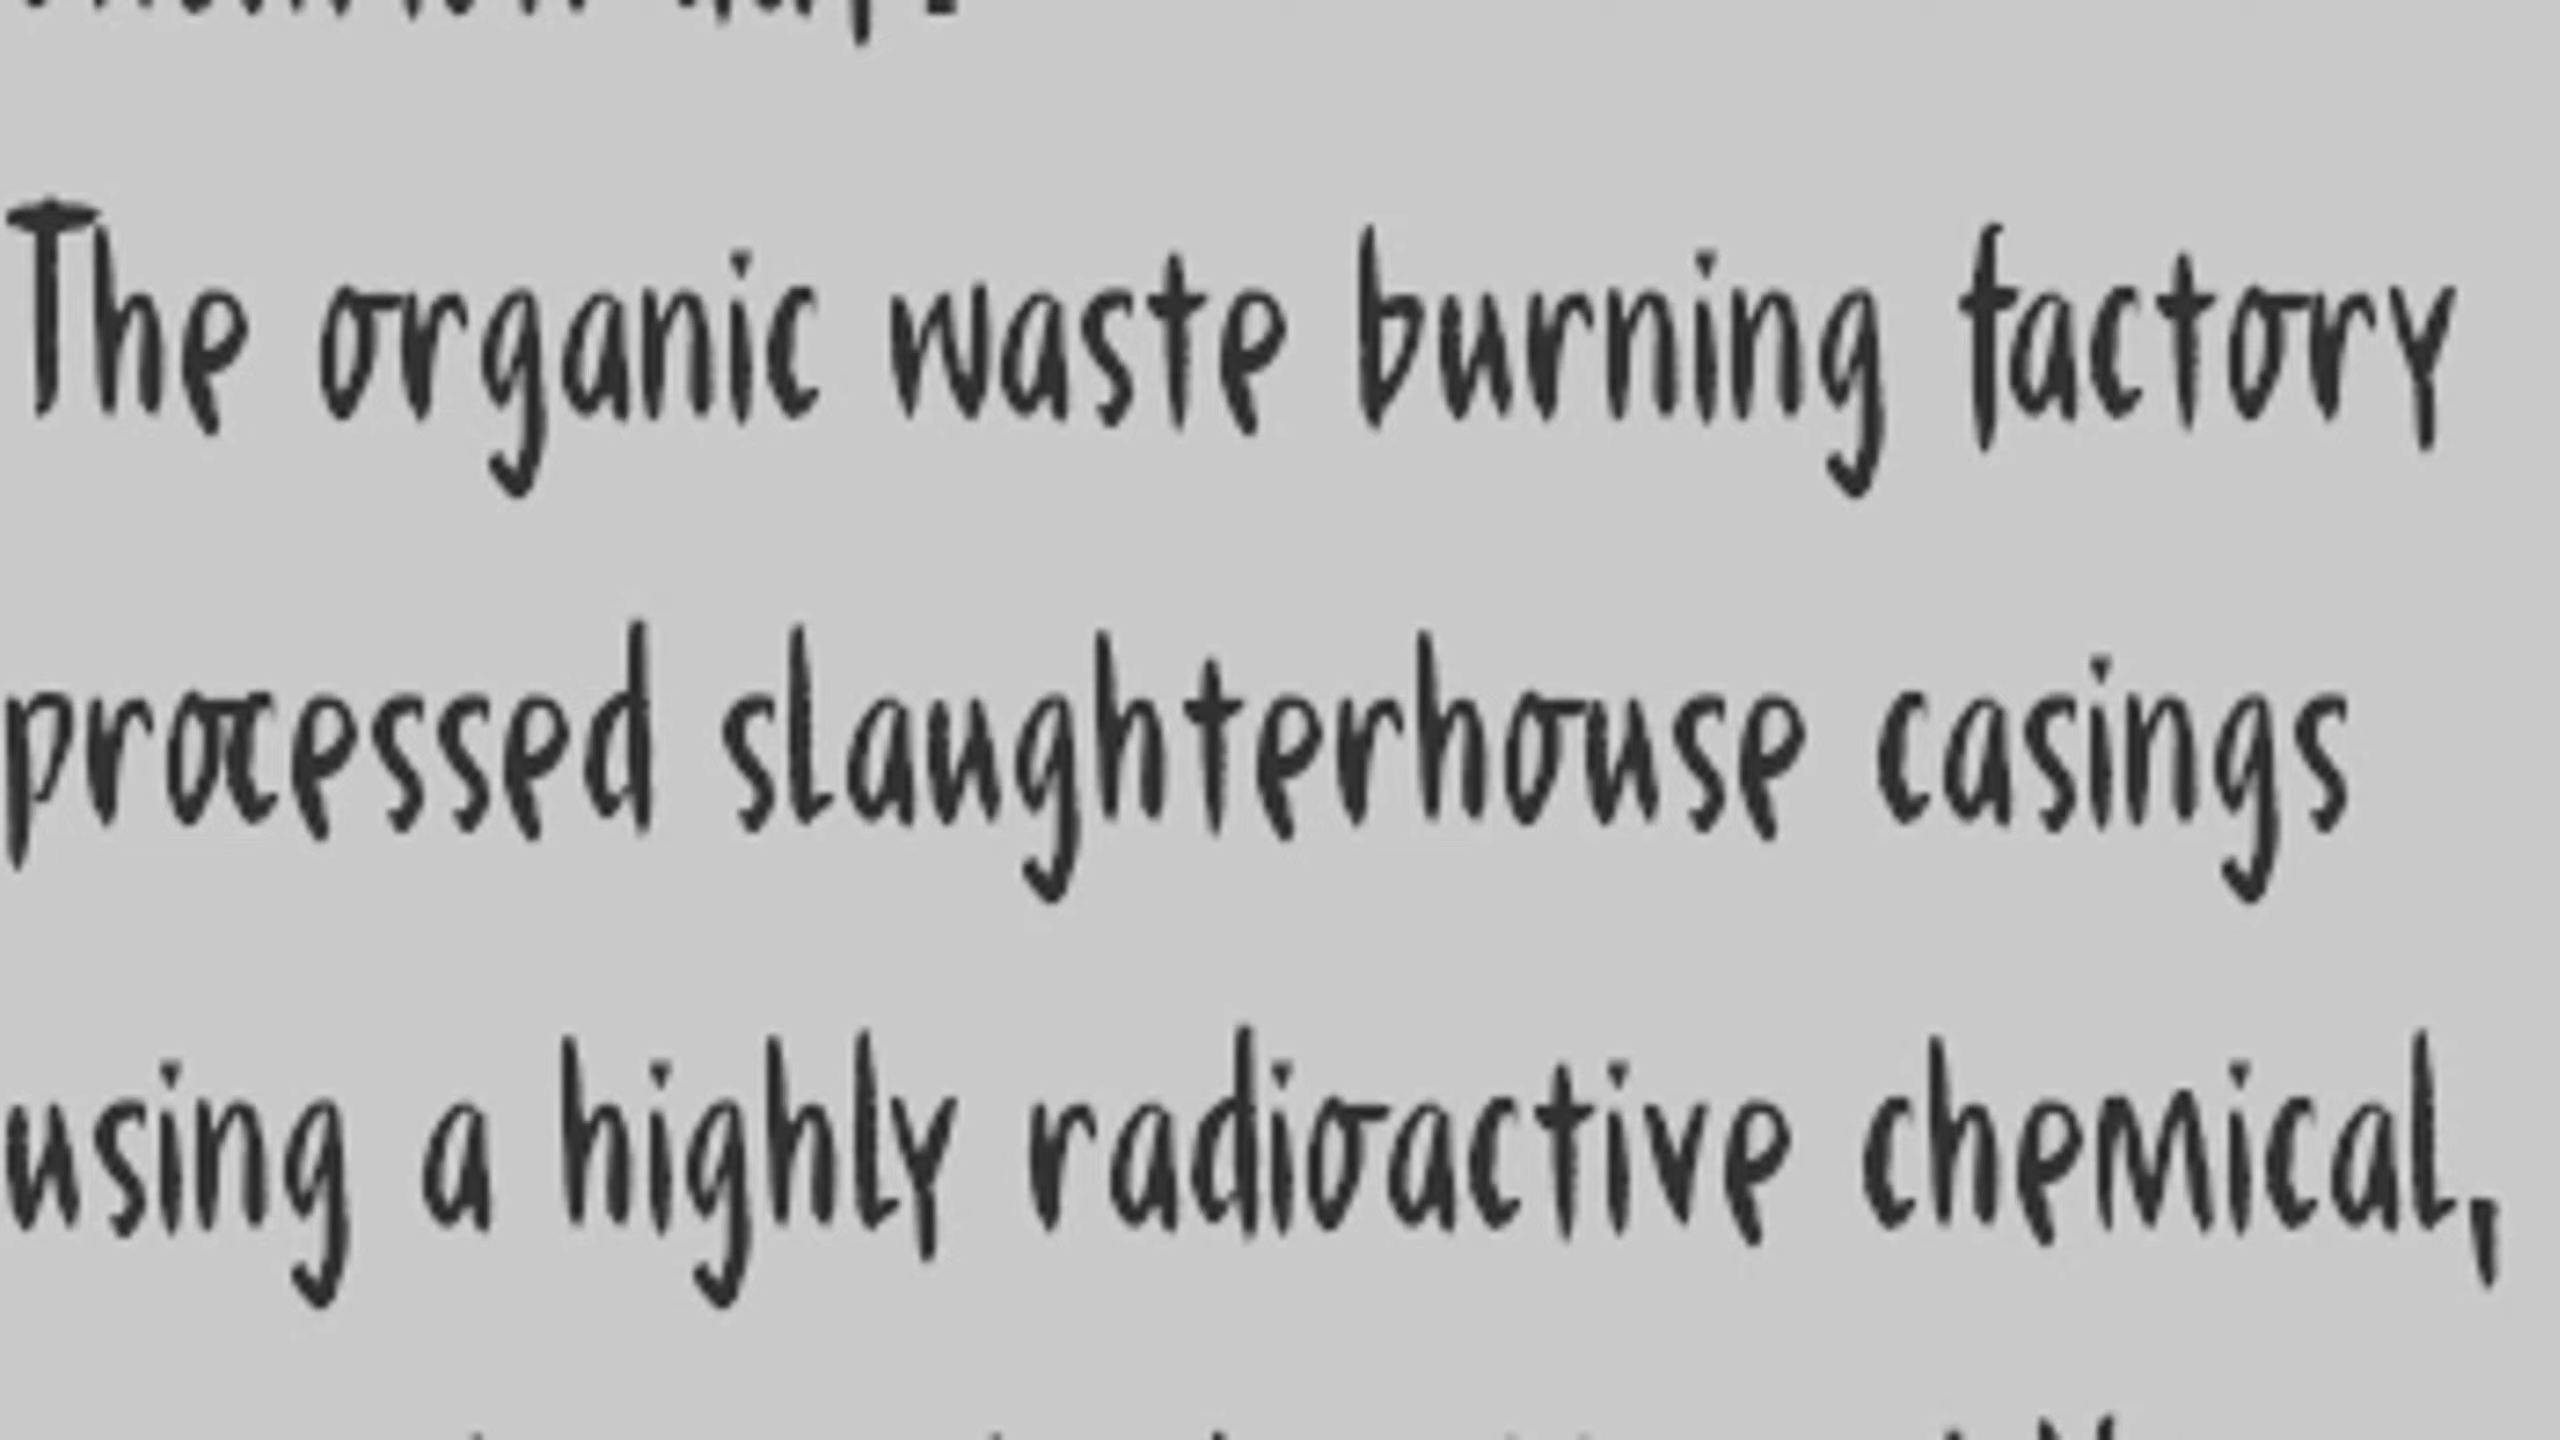 The organic waste burning factory
processed slaughterhouse casings
using a highly radioactive chemical,